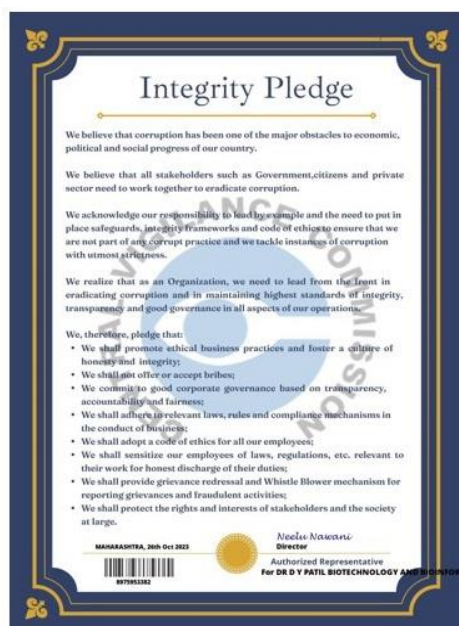 Integrity Pledge
We believe that corruption has been one of the major obstacles to economic,
political and social progress of our country.
We believe that all stakeholders such as Government,citizens and private
sector need to work together to eradicate corruption.
We acknowledge our responsibility to lead by example and the need to put in
place safeguards, integrity frameworks and code of ethics to ensure that we
are not part of any corrupt practice and we tackle instances of corruption
with utmost strictness.
We realize that as an Organization, we need to lead from the front in
eradicating corruption and in maintaining highest standards of integrity,
transparency and good governance in all aspects of our operations.
We, therefore, pledge that:
• We shall promote ethical business practices and foster a culture of
honesty and integrity;
• We shall not offer or accept bribes;
• We commit to good corporate governance based on transparency,
accountability and fairness;
• We shall adhere to relevant laws, rules and compliance mechanisms in
the conduct of business;
• We shall adopt a code of ethics for all our employees;
• We shall sensitize our employees of laws, regulations, etc. relevant to
their work for honest discharge of their duties;
• We shall provide grievance redressal and Whistle Blower mechanism for
reporting grievances and fraudulent activities;
• We shall protect the rights and interests of stakeholders and the society
at large.
CENTRAL VIGILANCE COMMISSION
Neelu Nawani
MAHARASHTRA, 26th Oct 2023
Director
Authorized Representative
For DR D Y PATIL BIOTECHNOLOGY AND BIOINFOR
8975953382